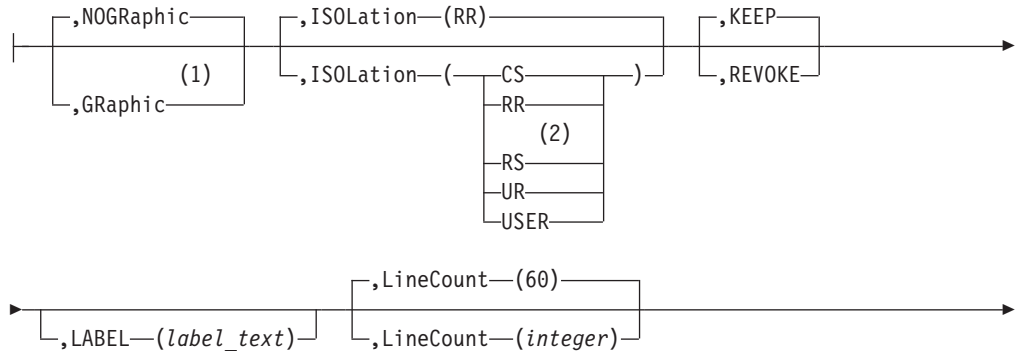 ,NOGRaphic ,ISOLation (RR) ,KEEP
(1) ,ISOLation ( CS ) ,REVOKE
,GRaphic RR
(2)
RS
UR
USER
,LineCount (60)
,LABEL (label_text) ,LineCount (integer)